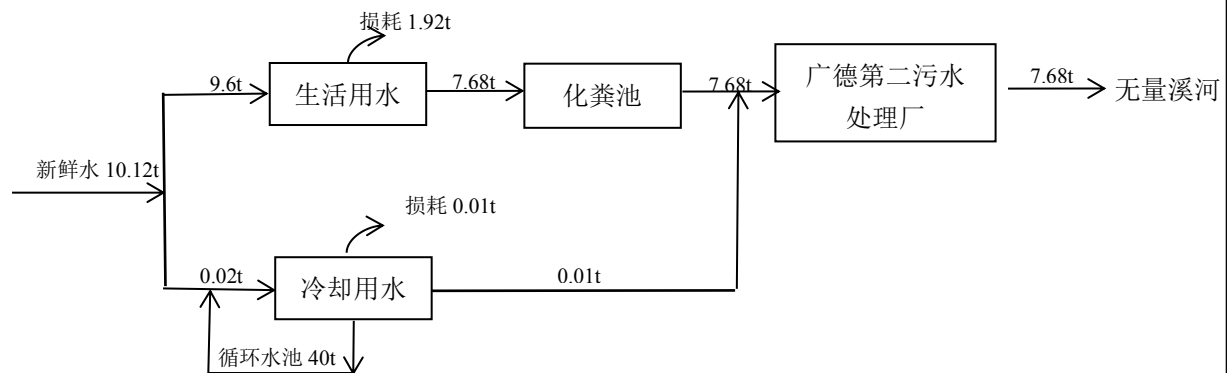 损耗 1.92t
9.6t
生活用水
7.68t
化粪池
7.68t
广德第二污水
处理厂
7.68t
无量溪河
新鲜水 10.12t
损耗 0.01t
0.02t
冷却用水
0.01t
循环水池 40t